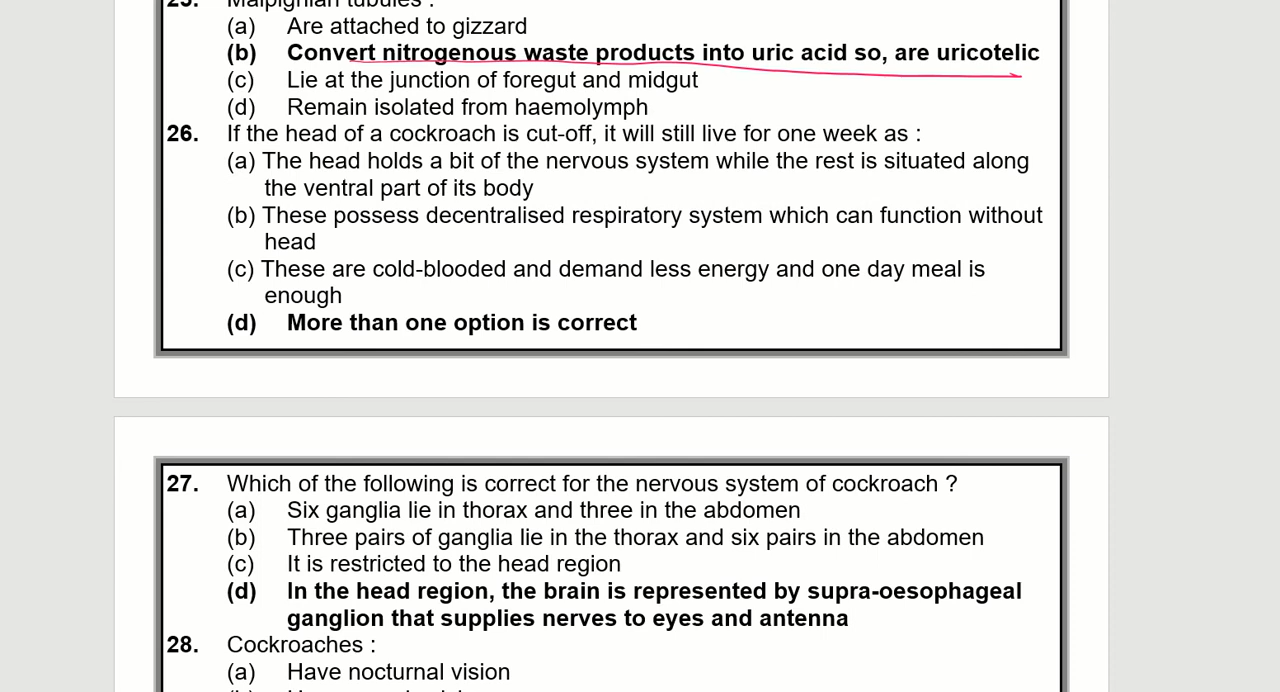 25. Malpighian tubules :
(a) Are attached to gizzard
(b) Convert nitrogenous waste products into uric acid so, are uricotelic
(c) Lie at the junction of foregut and midgut
(d) Remain isolated from haemolymph
26. If the head of a cockroach is cut-off, it will still live for one week as :
(a) The head holds a bit of the nervous system while the rest is situated along
the ventral part of its body
(b) These possess decentralised respiratory system which can function without
head
(c) These are cold-blooded and demand less energy and one day meal is
enough
(d) More than one option is correct
27. Which of the following is correct for the nervous system of cockroach ?
(a) Six ganglia lie in thorax and three in the abdomen
(b) Three pairs of ganglia lie in the thorax and six pairs in the abdomen
(c) It is restricted to the head region
(d) In the head region, the brain is represented by supra-oesophageal
ganglion that supplies nerves to eyes and antenna
28. Cockroaches :
(a) Have nocturnal vision